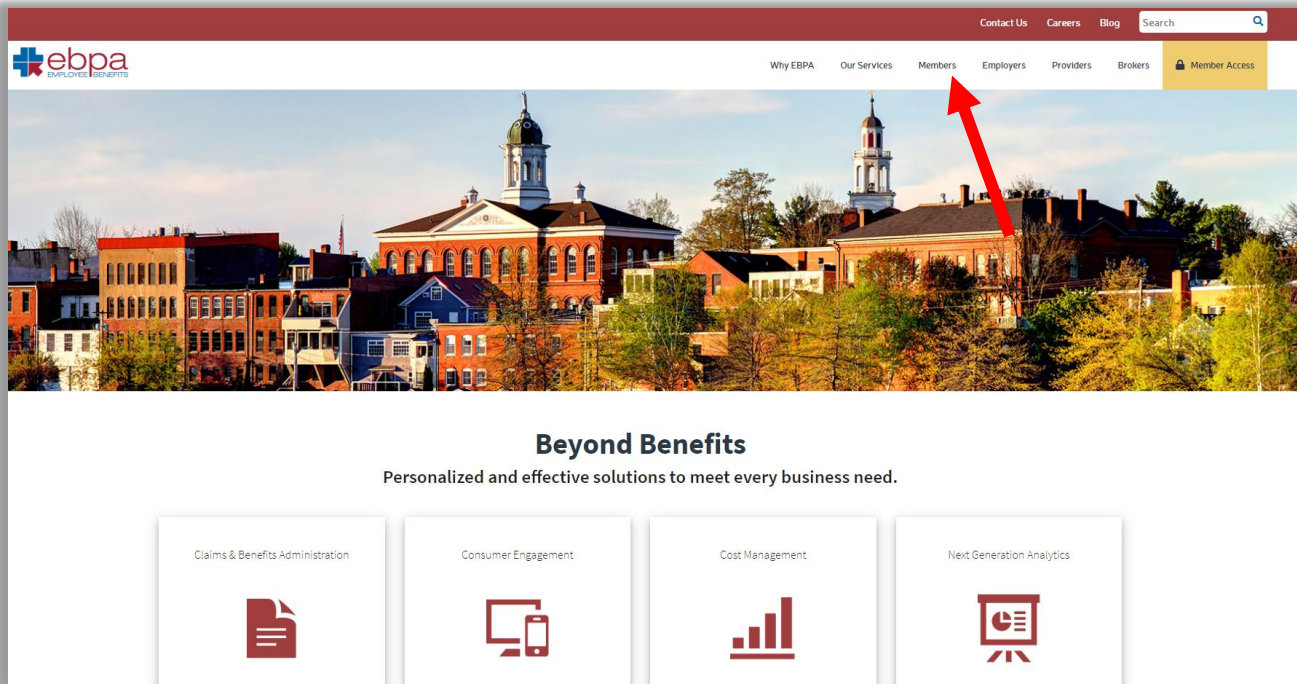 Contact Us Careers Blog Search
ebpa
EMPLOYEE BENEFITS
Why EBPA Our Services Members Employers Providers Brokers Member Access
Beyond Benefits
Personalized and effective solutions to meet every business need.
Claims & Benefits Administration
Consumer Engagement
Cost Management
Next Generation Analytics